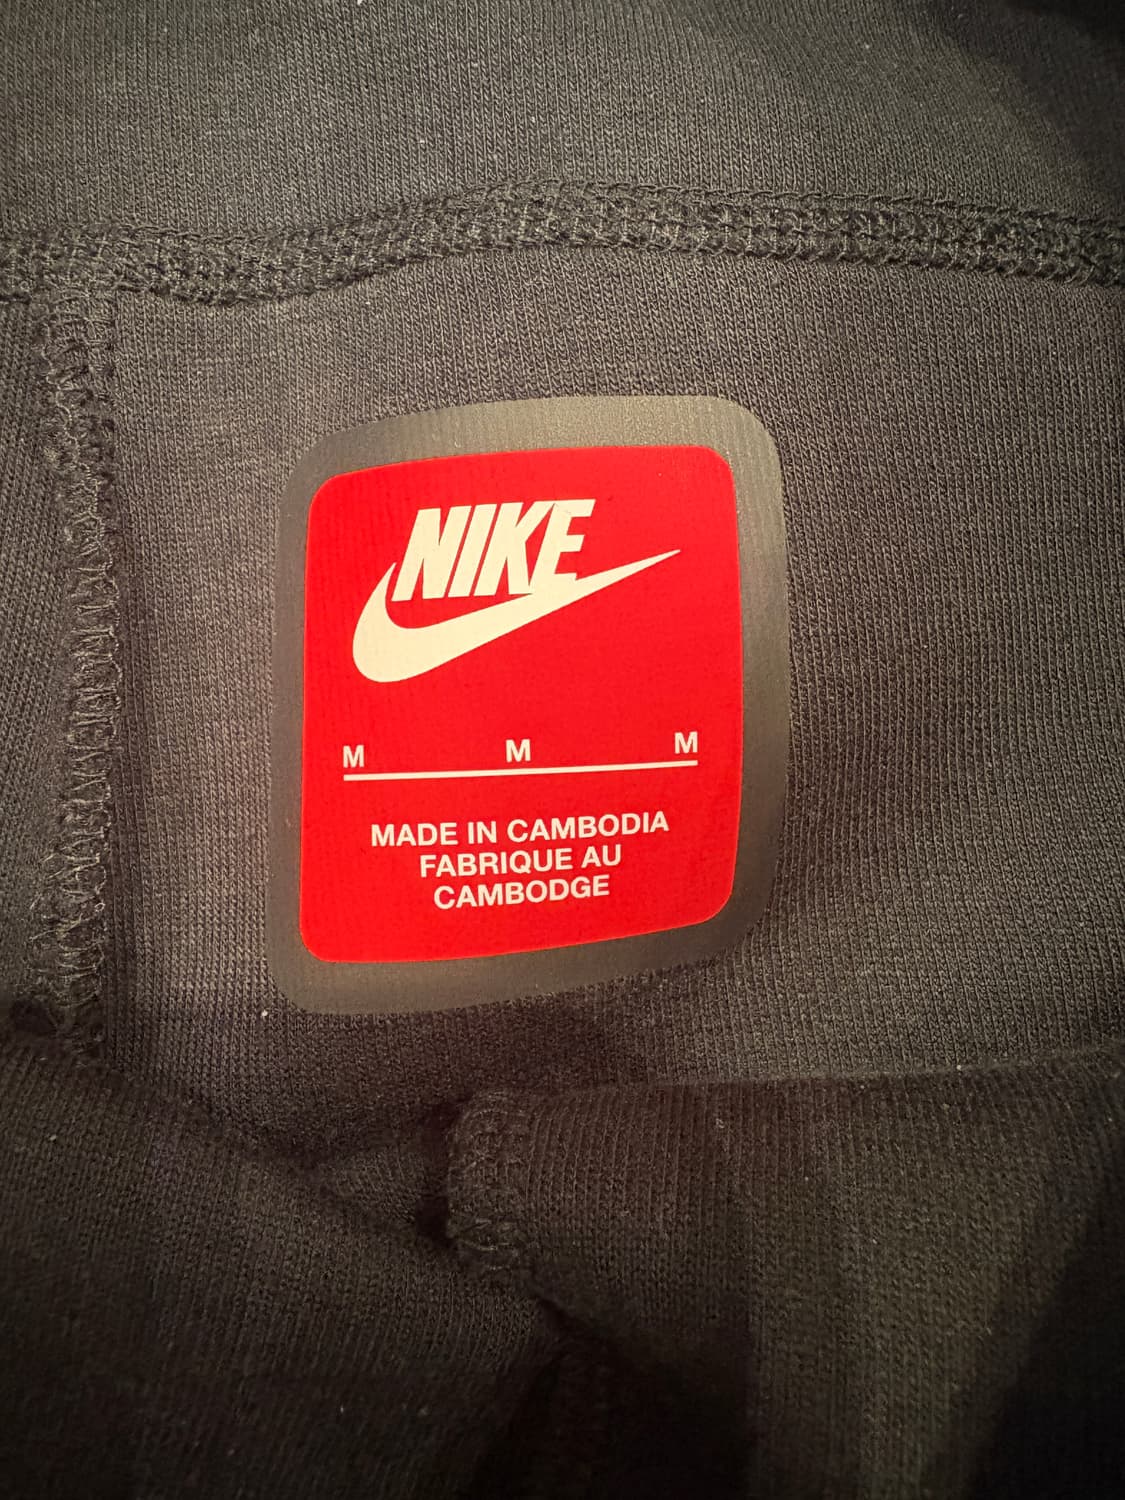 NIKE
M M M
MADE IN CAMBODIA
FABRIQUE AU
CAMBODGE